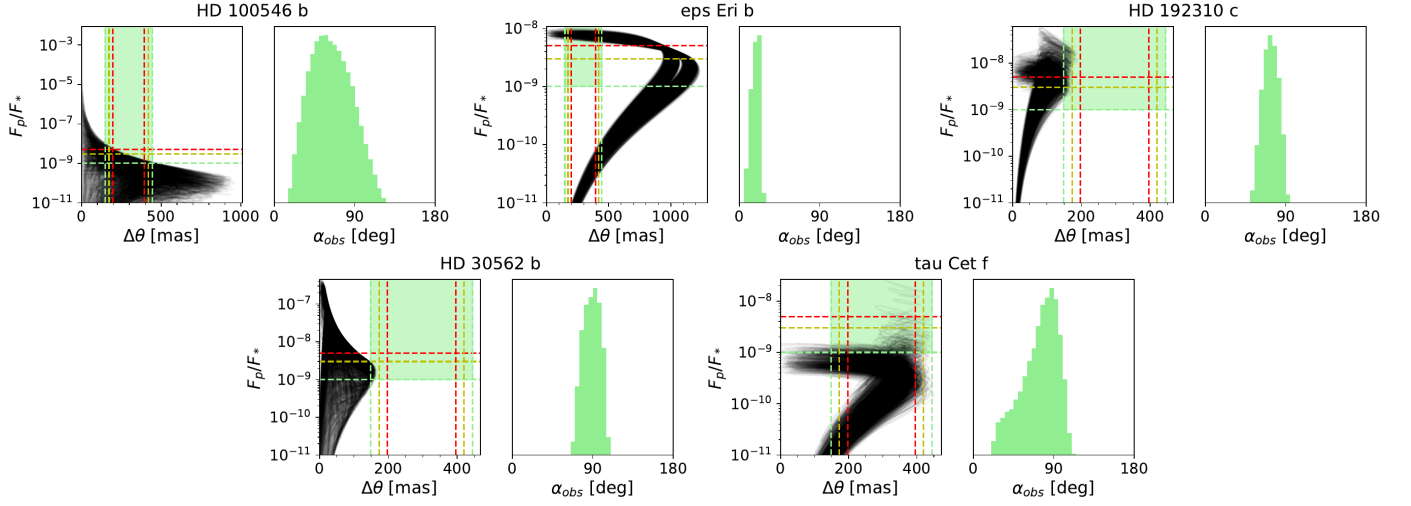 HD 100546 b
eps Eri b
HD 192310 c
10⁻³
10⁻⁵
10⁻⁷
10⁻⁹
10⁻¹¹
F_p/F_*
0 500 1000
Δθ [mas]
0 90 180
α_obs [deg]
10⁻⁸
10⁻⁹
10⁻¹⁰
10⁻¹¹
F_p/F_*
0 500 1000
Δθ [mas]
0 90 180
α_obs [deg]
10⁻⁸
10⁻⁹
10⁻¹⁰
10⁻¹¹
F_p/F_*
0 200 400
Δθ [mas]
0 90 180
α_obs [deg]
HD 30562 b
tau Cet f
10⁻⁷
10⁻⁸
10⁻⁹
10⁻¹⁰
10⁻¹¹
F_p/F_*
0 200 400
Δθ [mas]
0 90 180
α_obs [deg]
10⁻⁸
10⁻⁹
10⁻¹⁰
10⁻¹¹
F_p/F_*
0 200 400
Δθ [mas]
0 90 180
α_obs [deg]